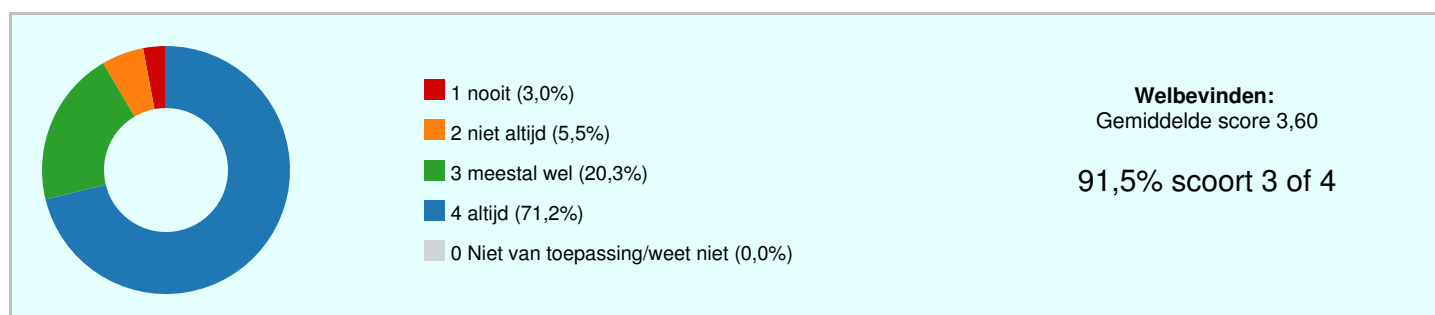 1 nooit (3,0%)
2 niet altijd (5,5%)
3 meestal wel (20,3%)
4 altijd (71,2%)
0 Niet van toepassing/weet niet (0,0%)
Welbevinden:
Gemiddelde score 3,60
91,5% scoort 3 of 4